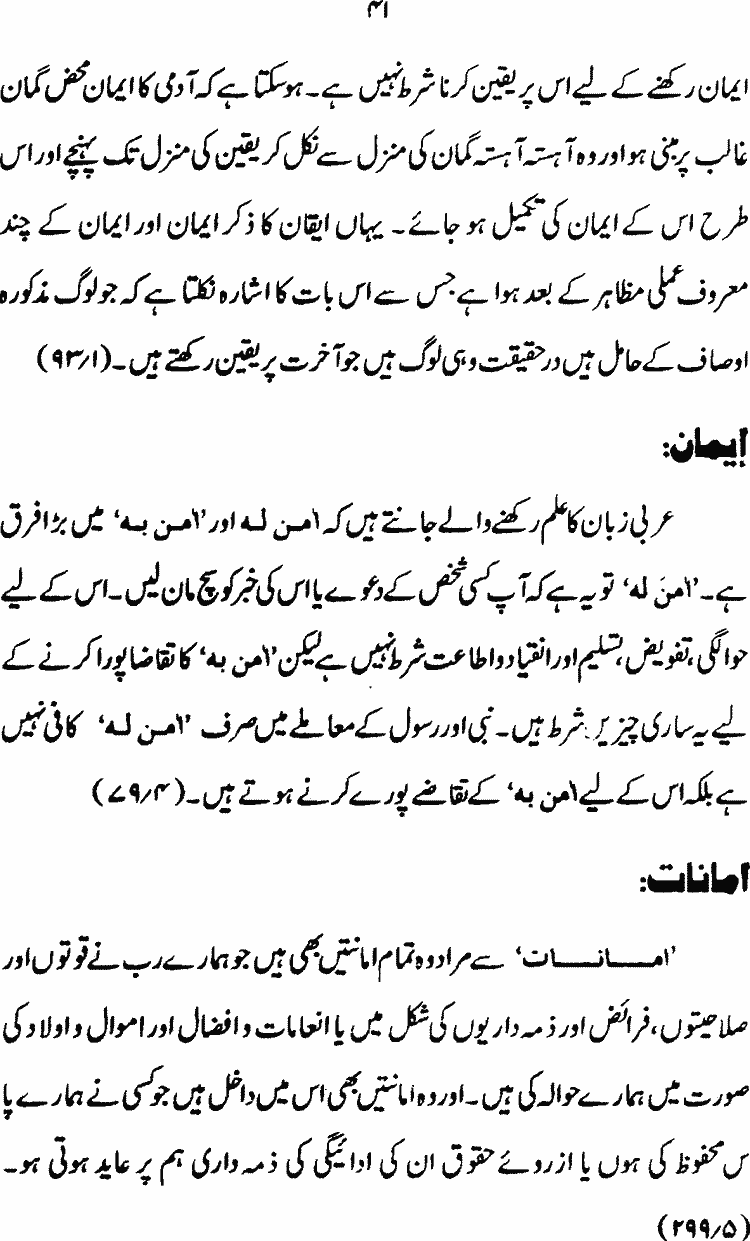 ۴۱
ایمان رکھنے کے لیے اس پر یقین کرنا شرط نہیں ہے۔ ہوسکتا ہے کہ آدمی کا ایمان محض گمان
غالب پر مبنی ہو اور وہ آہستہ آہستہ گمان کی منزل سے نکل کر یقین کی منزل تک پہنچے اور اس
طرح اس کے ایمان کی تکمیل ہو جائے۔ یہاں ایقان کا ذکر ایمان اور ایمان کے چند
معروف عملی مظاہر کے بعد ہوا ہے جس سے اس بات کا اشارہ نکلتا ہے کہ جو لوگ مذکورہ
اوصاف کے حامل ہیں درحقیقت وہی لوگ ہیں جو آخرت پر یقین رکھتے ہیں۔ (۹۳/۱)
إیمان:
عربی زبان کا علم رکھنے والے جانتے ہیں کہ ’امن له‘ اور ’امن به‘ میں بڑا فرق
ہے۔ ’امنَ له‘ تو یہ ہے کہ آپ کسی شخص کے دعوے یا اس کی خبر کو سچ مان لیں۔ اس کے لیے
حوالگی، تفویض، تسلیم اور انقیاد و اطاعت شرط نہیں ہے لیکن ’امن به‘ کا تقاضا پورا کرنے کے
لیے یہ ساری چیزیں شرط ہیں۔ نبی اور رسول کے معاملے میں صرف ’امن له‘ کافی نہیں
ہے بلکہ اس کے لیے ’امن به‘ کے تقاضے پورے کرنے ہوتے ہیں۔ (۷۹/۴)
امانات:
’امانات‘ سے مراد وہ تمام امانتیں بھی ہیں جو ہمارے رب نے قوتوں اور
صلاحیتوں، فرائض اور ذمہ داریوں کی شکل میں یا انعامات و افضال اور اموال و اولاد کی
صورت میں ہمارے حوالہ کی ہیں۔ اور وہ امانتیں بھی اس میں داخل ہیں جو کسی نے ہمارے پا
س محفوظ کی ہوں یا از روئے حقوق ان کی ادائیگی کی ذمہ داری ہم پر عاید ہوتی ہو۔
(۲۹۹/۵)